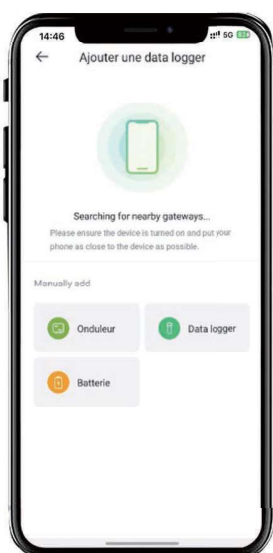 14:46
5G
Ajouter une data logger
Searching for nearby gateways...
Please ensure the device is turned on and put your
phone as close to the device as possible.
Manually add
Onduleur
Data logger
Batterie